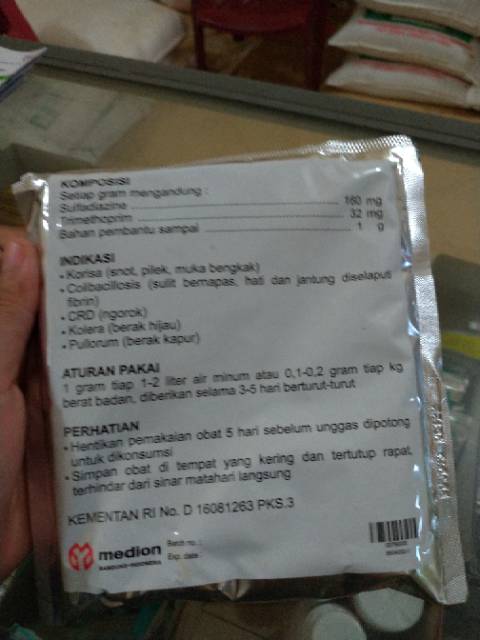 KOMPOSISI
Setiap gram mengandung :
Sulfadiazine 160 mg
Trimethoprim 32 mg
Bahan pembantu sampai 1 g
INDIKASI
• Korisa (snot, pilek, muka bengkak)
• Colibacillosis (sulit bernapas, hati dan jantung diselaputi
fibrin)
• CRD (ngorok)
• Kolera (berak hijau)
• Pullorum (berak kapur)
ATURAN PAKAI
1 gram tiap 1-2 liter air minum atau 0,1-0,2 gram tiap kg
berat badan, diberikan selama 3-5 hari berturut-turut
PERHATIAN
• Hentikan pemakaian obat 5 hari sebelum unggas dipotong
untuk dikonsumsi
• Simpan obat di tempat yang kering dan tertutup rapat,
terhindar dari sinar matahari langsung
KEMENTAN RI No. D 16081263 PKS.3
medion
BANDUNG-INDONESIA
Batch no. :
Exp. date :